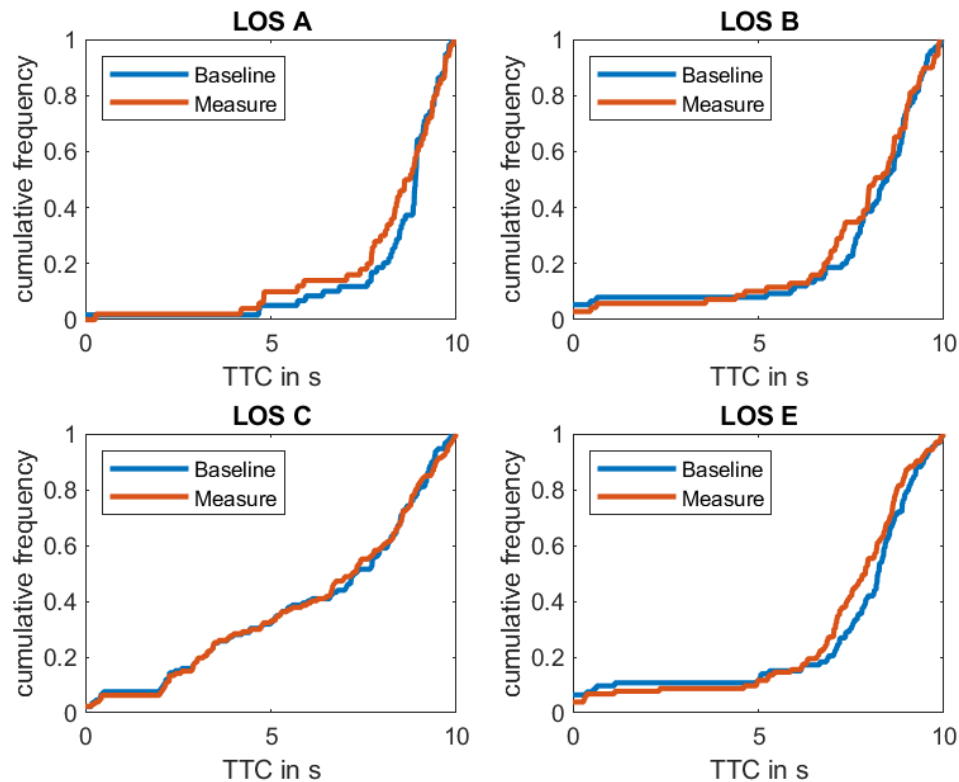 LOS A
1
0.8
0.6
0.4
0.2
0
cumulative frequency
Baseline
Measure
0
5
10
TTC in s
LOS B
1
0.8
0.6
0.4
0.2
0
cumulative frequency
Baseline
Measure
0
5
10
TTC in s
LOS C
1
0.8
0.6
0.4
0.2
0
cumulative frequency
Baseline
Measure
0
5
10
TTC in s
LOS E
1
0.8
0.6
0.4
0.2
0
cumulative frequency
Baseline
Measure
0
5
10
TTC in s